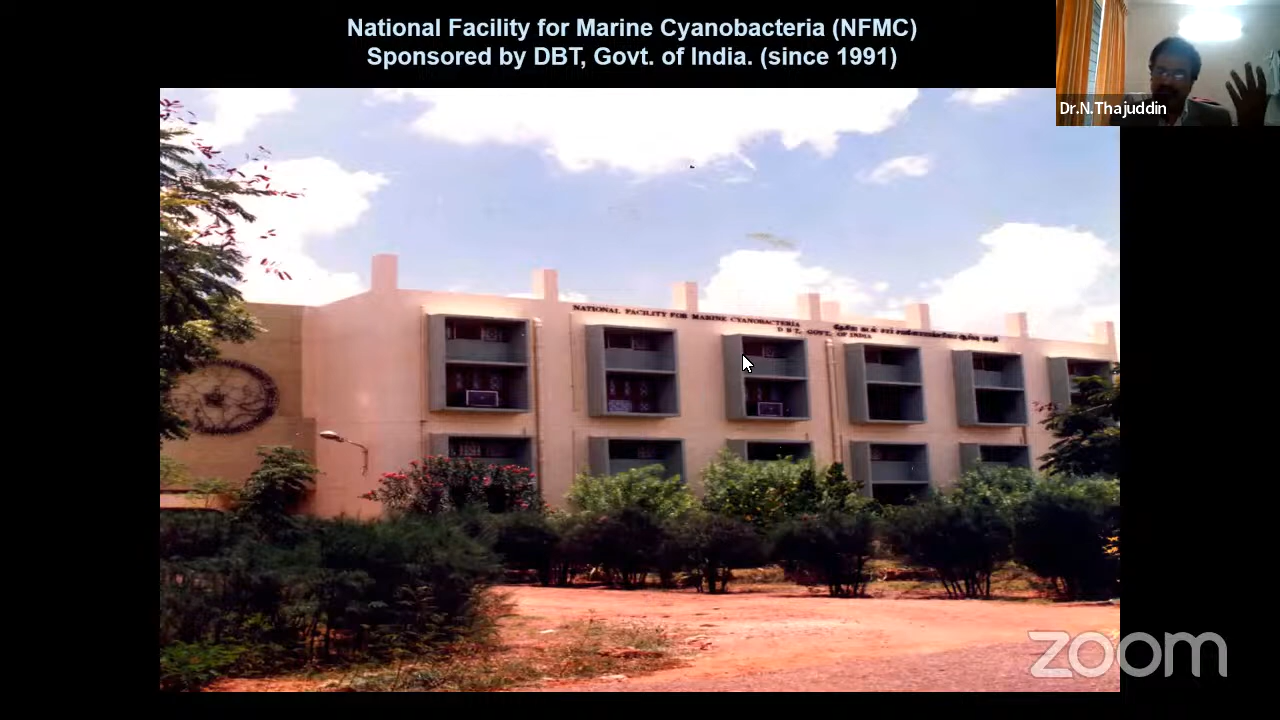 National Facility for Marine Cyanobacteria (NFMC)
Sponsored by DBT, Govt. of India. (since 1991)
Dr.N.Thajuddin
NATIONAL FACILITY FOR MARINE CYANOBACTERIA
D B T, GOVT. OF INDIA
zoom